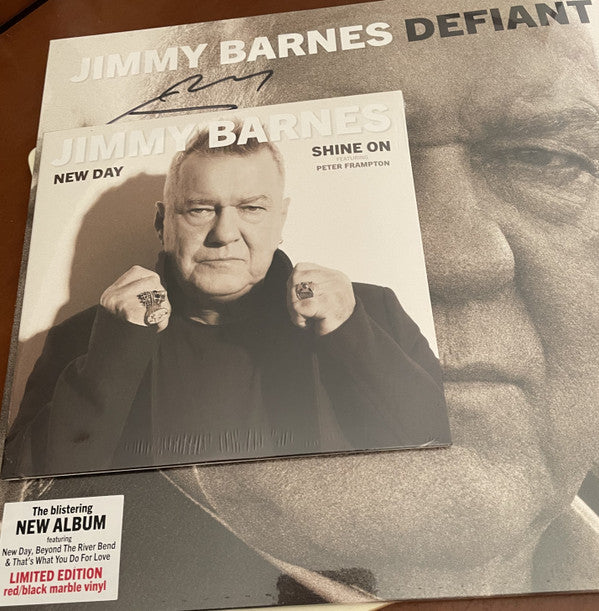 JIMMY BARNES DEFIANT
JIMMY BARNES
NEW DAY
SHINE ON
FEATURING
PETER FRAMPTON
The blistering
NEW ALBUM
featuring
New Day, Beyond The River Bend
& That's What You Do For Love
LIMITED EDITION
red/black marble vinyl